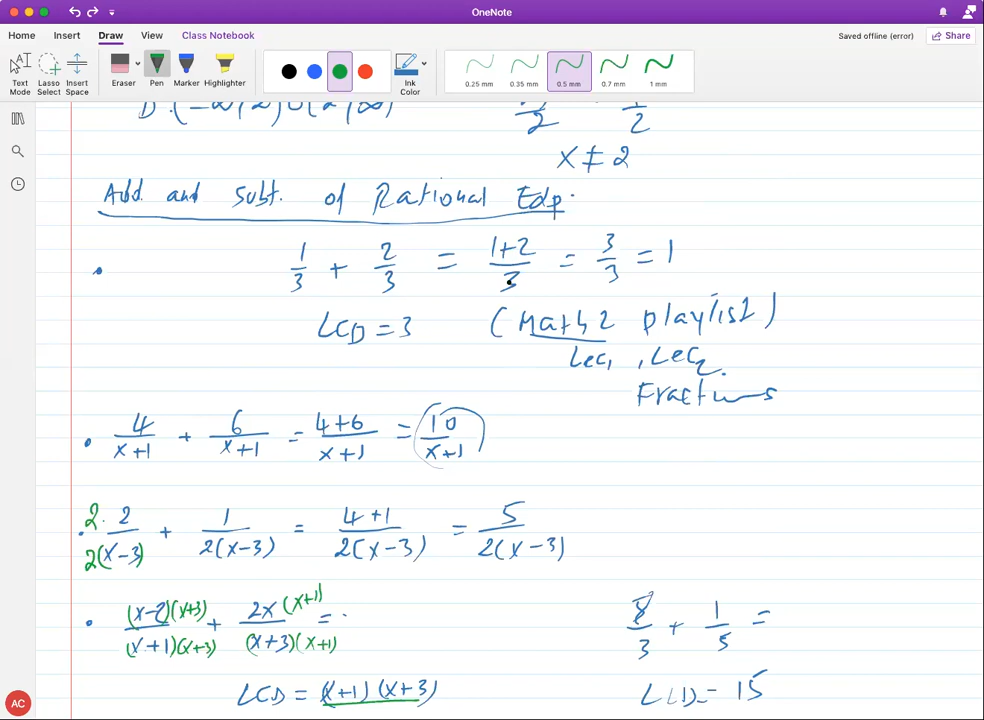 OneNote
Home Insert Draw View Class Notebook Saved offline (error) Share
Text Mode Lasso Select Insert Space Eraser Pen Marker Highlighter Ink Color 0.25 mm 0.35 mm 0.5 mm 0.7 mm 1 mm
x ≠ 2
Add and Subt. of Rational Exp.
1/3 + 2/3 = (1+2)/3 = 3/3 = 1
LCD = 3 (Math 2 playlist)
Lec1, Lec2.
Fractions
• 4/(x+1) + 6/(x+1) = (4+6)/(x+1) = 10/(x+1)
• 2·2/2(x-3) + 1/2(x-3) = (4+1)/2(x-3) = 5/2(x-3)
• (x-2)(x+3)/(x+1)(x+3) + 2x(x+1)/(x+3)(x+1) = 8/3 + 1/5 =
LCD = (x+1)(x+3) LCD = 15
AC